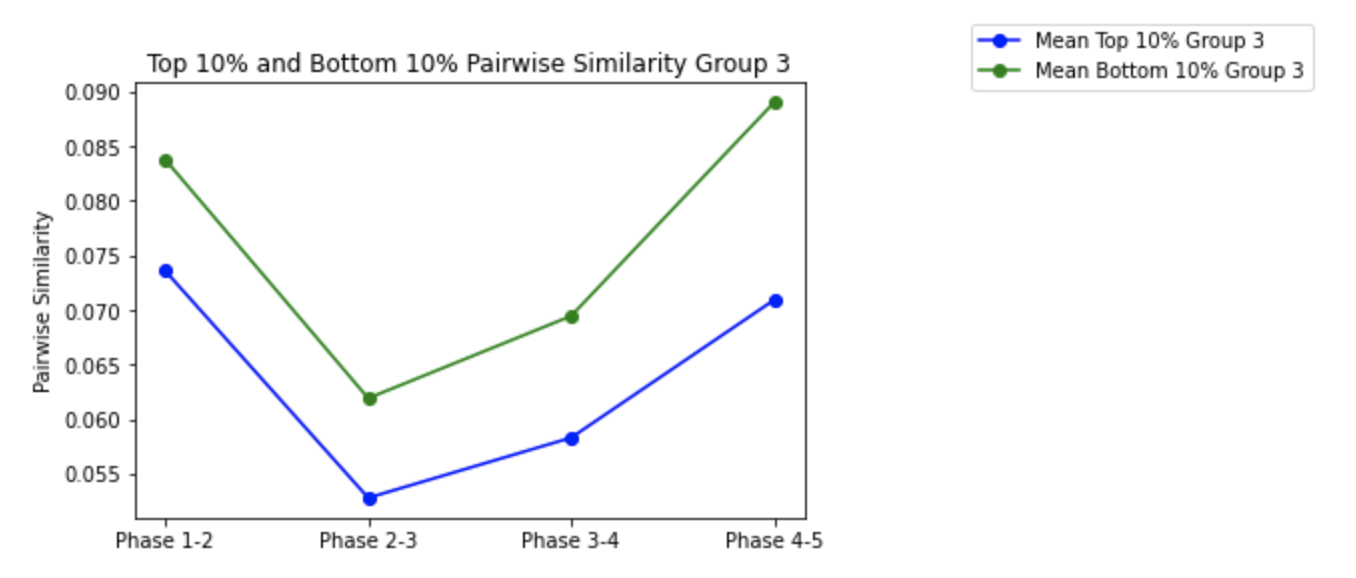 Mean Top 10% Group 3
Mean Bottom 10% Group 3
Top 10% and Bottom 10% Pairwise Similarity Group 3
Pairwise Similarity
0.090
0.085
0.080
0.075
0.070
0.065
0.060
0.055
Phase 1-2 Phase 2-3 Phase 3-4 Phase 4-5